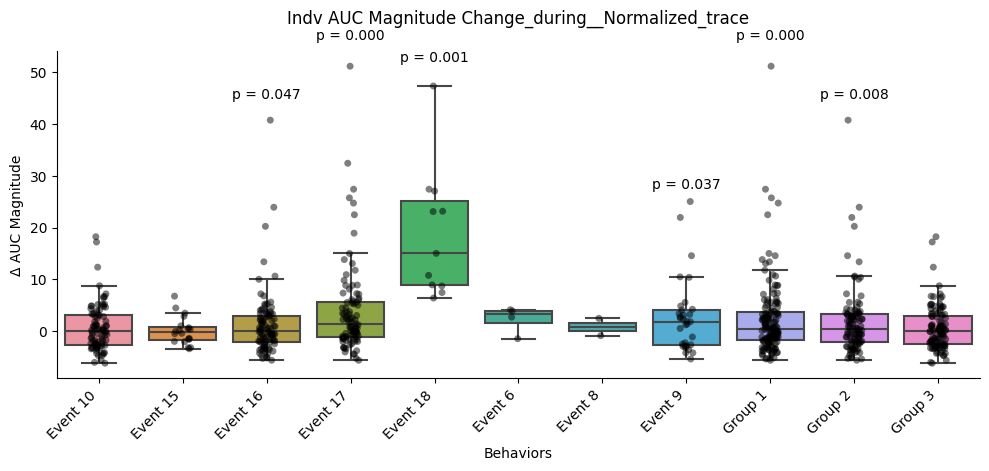 Indv AUC Magnitude Change_during__Normalized_trace
p = 0.000
p = 0.000
p = 0.001
p = 0.047
p = 0.008
p = 0.037
Δ AUC Magnitude
50
40
30
20
10
0
Event 10
Event 15
Event 16
Event 17
Event 18
Event 6
Event 8
Event 9
Group 1
Group 2
Group 3
Behaviors